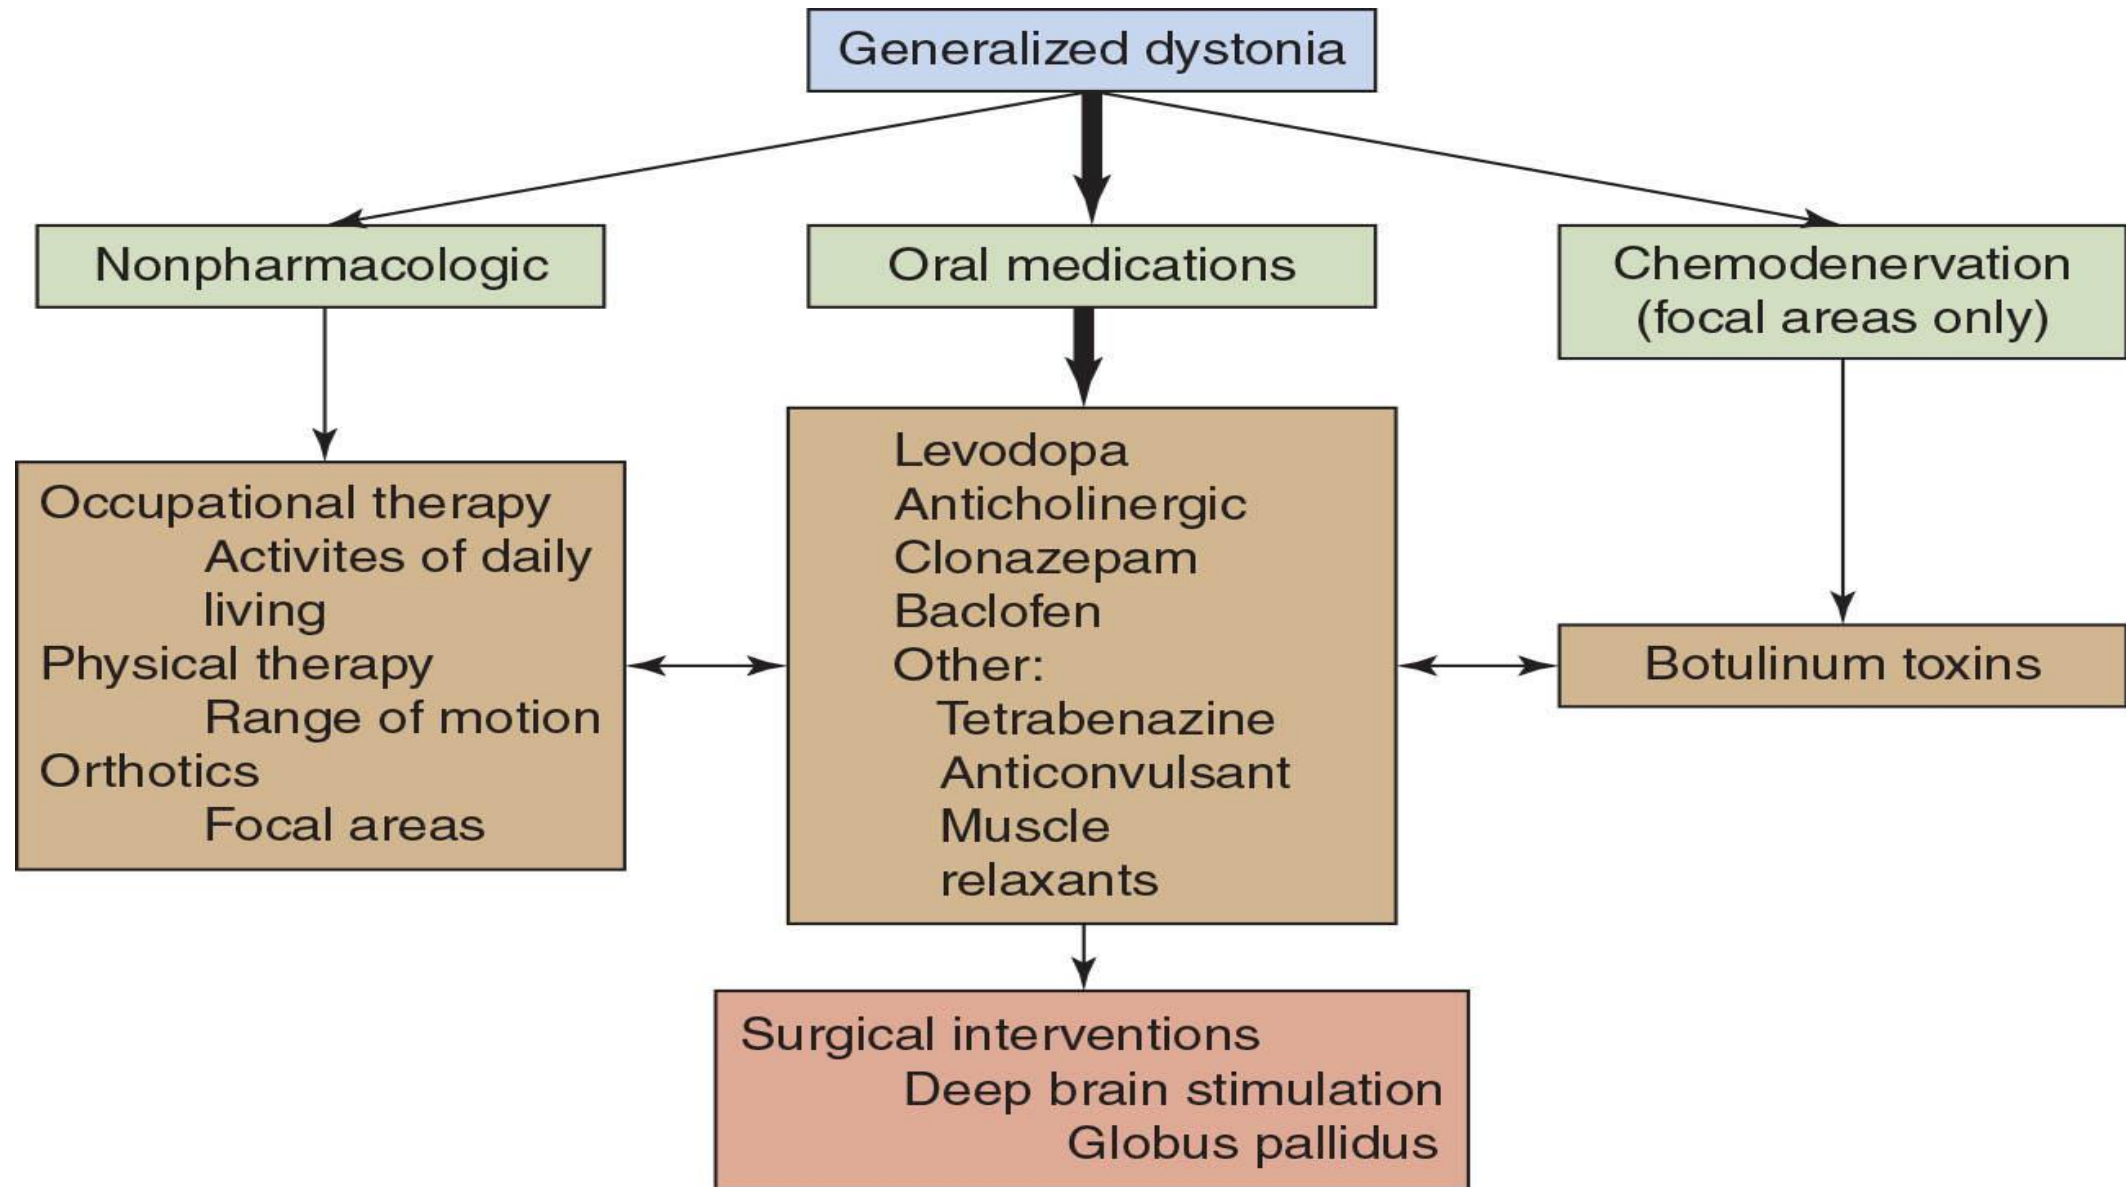 Generalized dystonia
Nonpharmacologic
Oral medications
Chemodenervation
(focal areas only)
Occupational therapy
Activites of daily
living
Physical therapy
Range of motion
Orthotics
Focal areas
Levodopa
Anticholinergic
Clonazepam
Baclofen
Other:
Tetrabenazine
Anticonvulsant
Muscle
relaxants
Botulinum toxins
Surgical interventions
Deep brain stimulation
Globus pallidus